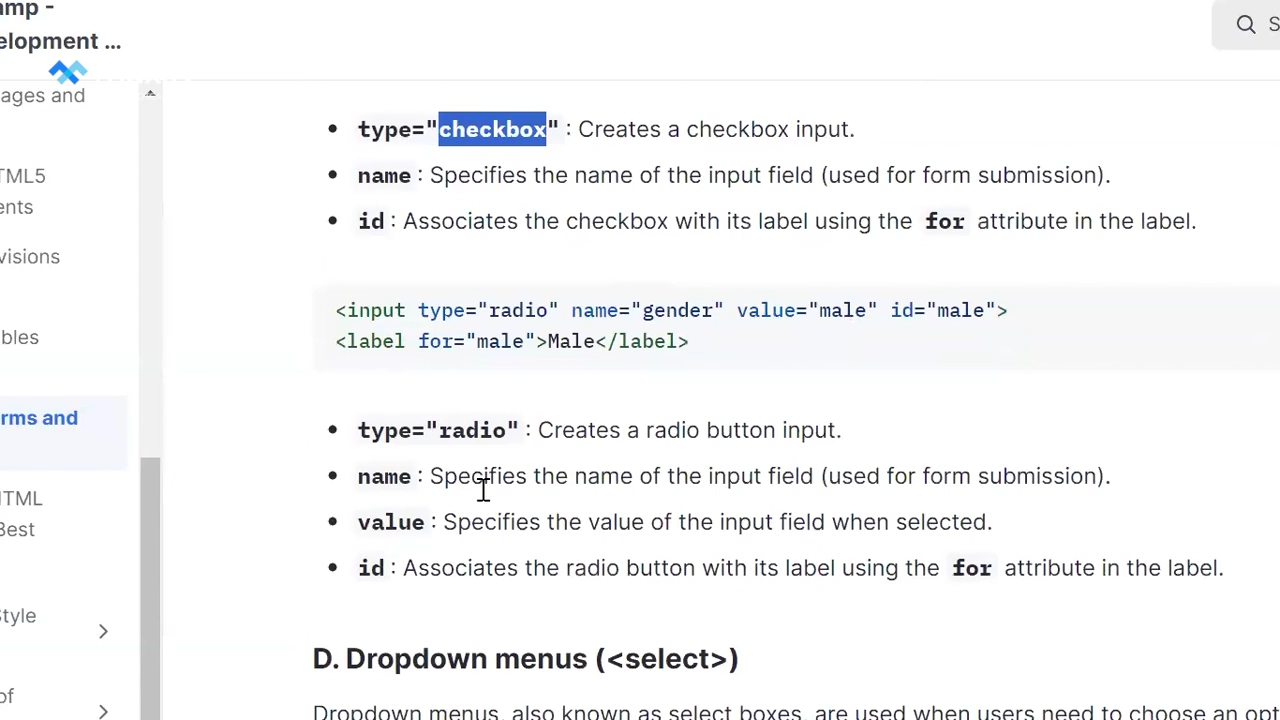 amp -
elopment ...
S
ages and
TML5
ents
visions
bles
rms and
HTML
Best
Style
of
type="checkbox" : Creates a checkbox input.
name : Specifies the name of the input field (used for form submission).
id : Associates the checkbox with its label using the for attribute in the label.
<input type="radio" name="gender" value="male" id="male">
<label for="male">Male</label>
type="radio" : Creates a radio button input.
name : Specifies the name of the input field (used for form submission).
value : Specifies the value of the input field when selected.
id : Associates the radio button with its label using the for attribute in the label.
D. Dropdown menus (<select>)
Dropdown menus, also known as select boxes, are used when users need to choose an opt